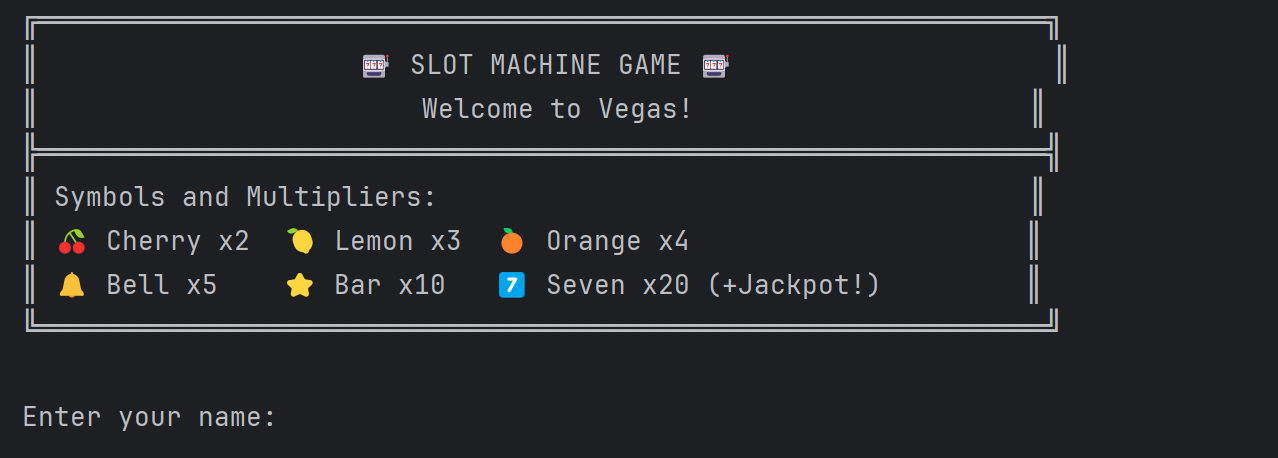 🎰 SLOT MACHINE GAME 🎰
Welcome to Vegas!
Symbols and Multipliers:
🍒 Cherry x2 🍋 Lemon x3 🍊 Orange x4
🔔 Bell x5 ⭐ Bar x10 7️⃣ Seven x20 (+Jackpot!)
Enter your name: